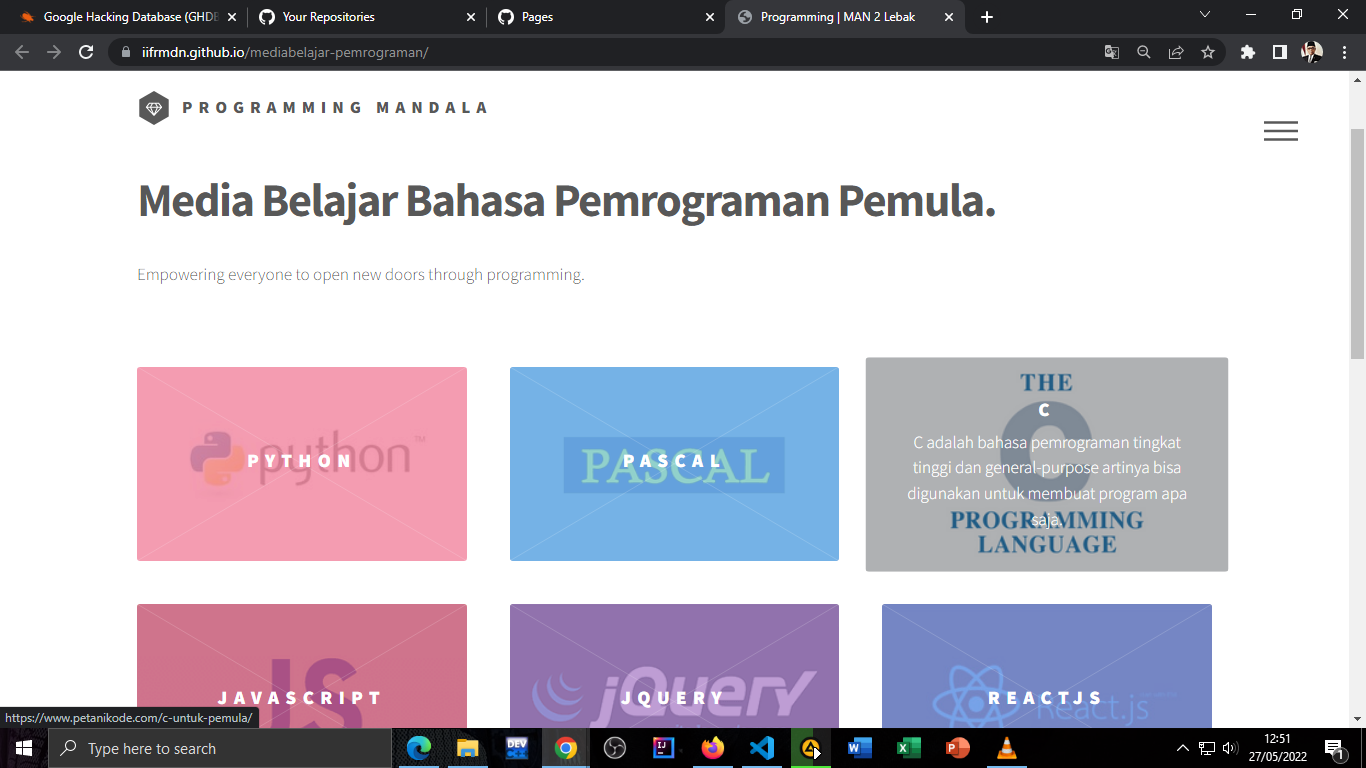 Google Hacking Database (GHDB
Your Repositories
Pages
Programming | MAN 2 Lebak
iifrmdn.github.io/mediabelajar-pemrograman/
PROGRAMMING MANDALA
Media Belajar Bahasa Pemrograman Pemula.
Empowering everyone to open new doors through programming.
python™
PYTHON
PASCAL
PASCAL
THE
C
C
C adalah bahasa pemrograman tingkat
tinggi dan general-purpose artinya bisa
digunakan untuk membuat program apa
saja.
PROGRAMMING
LANGUAGE
JS
JAVASCRIPT
jQuery
JQUERY
React.js
REACTJS
https://www.petanikode.com/c-untuk-pemula/
Type here to search
DEV
C++
IJ
W
X
P
12:51
27/05/2022
1